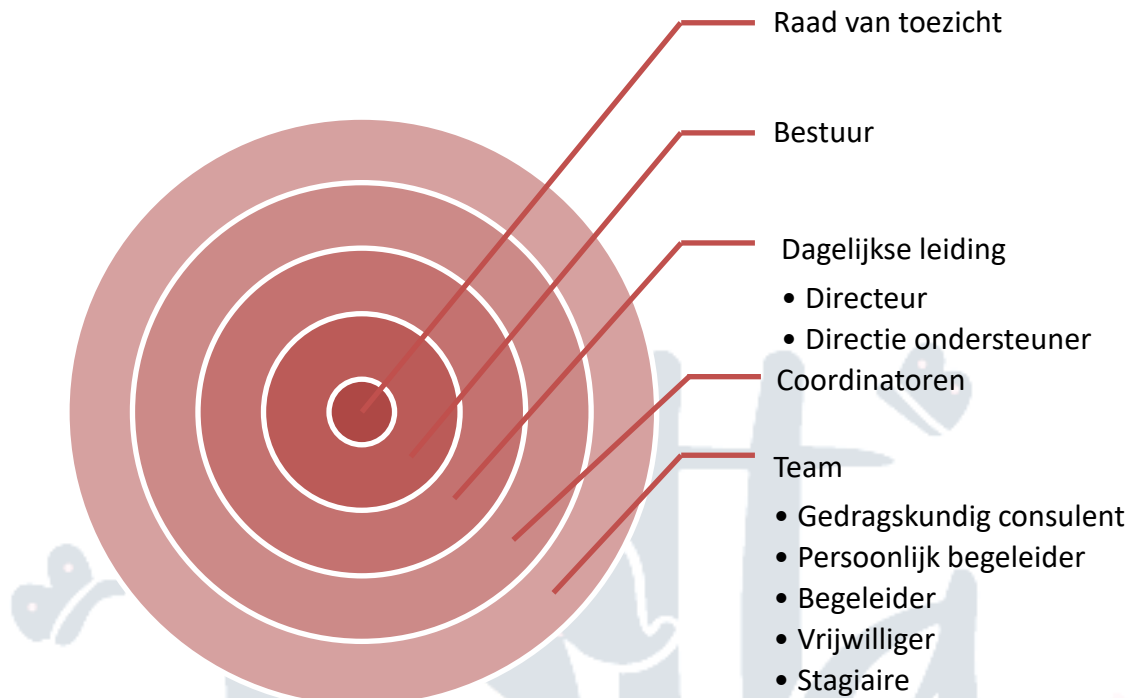 Raad van toezicht
Bestuur
Dagelijkse leiding
• Directeur
• Directie ondersteuner
Coordinatoren
Team
• Gedragskundig consulent
• Persoonlijk begeleider
• Begeleider
• Vrijwilliger
• Stagiaire